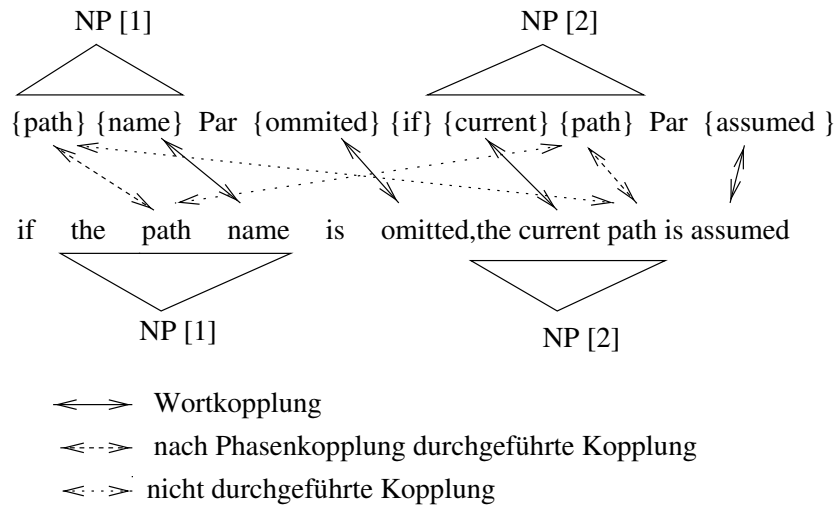 NP [1] NP [2]
{path} {name} Par {ommited} {if} {current} {path} Par {assumed }
if the path name is omitted,the current path is assumed
NP [1] NP [2]
Wortkopplung
nach Phasenkopplung durchgeführte Kopplung
nicht durchgeführte Kopplung